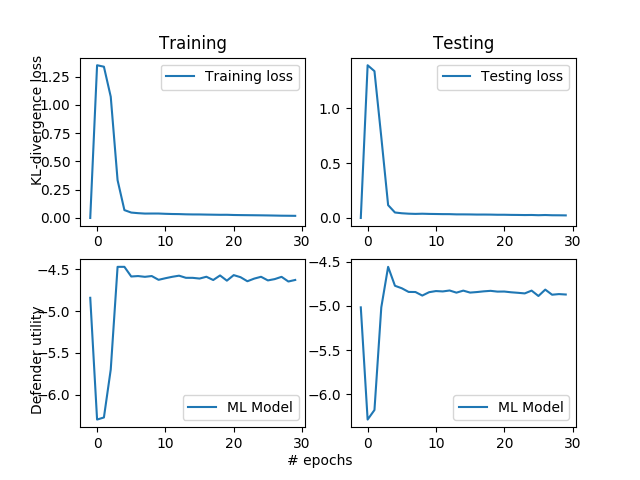 Training
Testing
KL-divergence loss
1.25
1.00
0.75
0.50
0.25
0.00
Training loss
0 10 20 30
1.0
0.5
0.0
Testing loss
0 10 20 30
Defender utility
−4.5
−5.0
−5.5
−6.0
ML Model
0 10 20 30
−4.5
−5.0
−5.5
−6.0
ML Model
0 10 20 30
# epochs